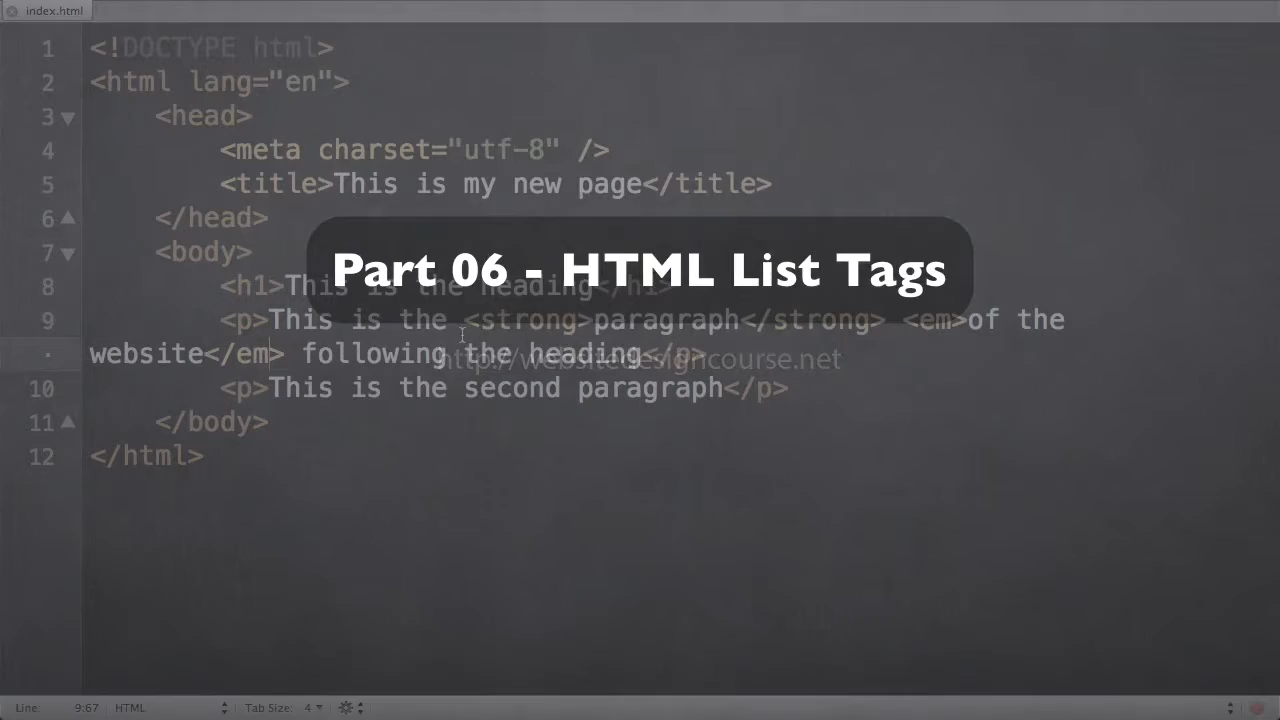 index.html
1 <!DOCTYPE html>
2 <html lang="en">
3 <head>
4 <meta charset="utf-8" />
5 <title>This is my new page</title>
6 </head>
7 <body>
Part 06 - HTML List Tags
8 <h1>This is the heading</h1>
9 <p>This is the <strong>paragraph</strong> <em>of the
website</em> following the heading</p>
http://websitedesigncourse.net
10 <p>This is the second paragraph</p>
11 </body>
12 </html>
Line: 9:67 HTML Tab Size: 4